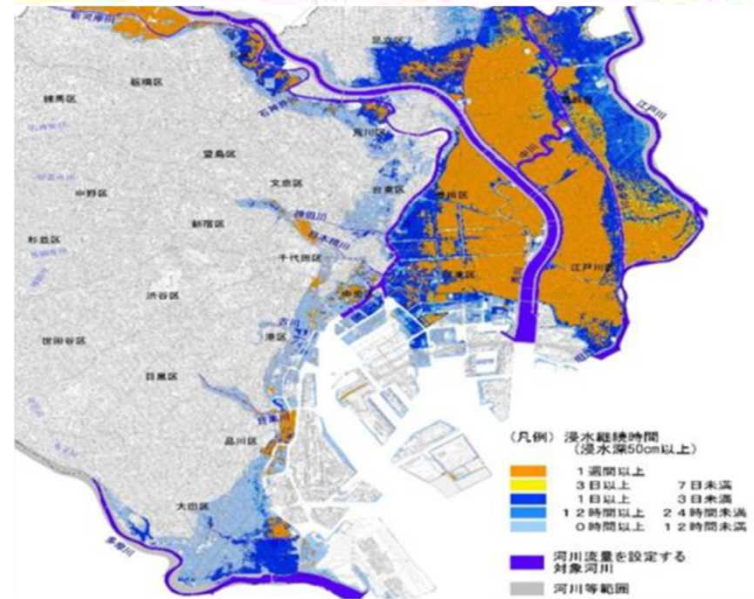 新河岸川
足立区
板橋区
練馬区
石神井川
江戸川
葛飾区
荒川区
豊島区
中川
文京区
台東区
中野区
墨田区
神田川
新宿区
日本橋川
杉並区
千代田区
江東区
江戸川区
荒川
中央区
渋谷区
古川
港区
世田谷区
目黒区
目黒川
品川区
大田区
多摩川
(凡例) 浸水継続時間
(浸水深50cm以上)
1週間以上
3日以上 7日未満
1日以上 3日未満
12時間以上 24時間未満
0時間以上 12時間未満
河川流量を設定する
対象河川
河川等範囲